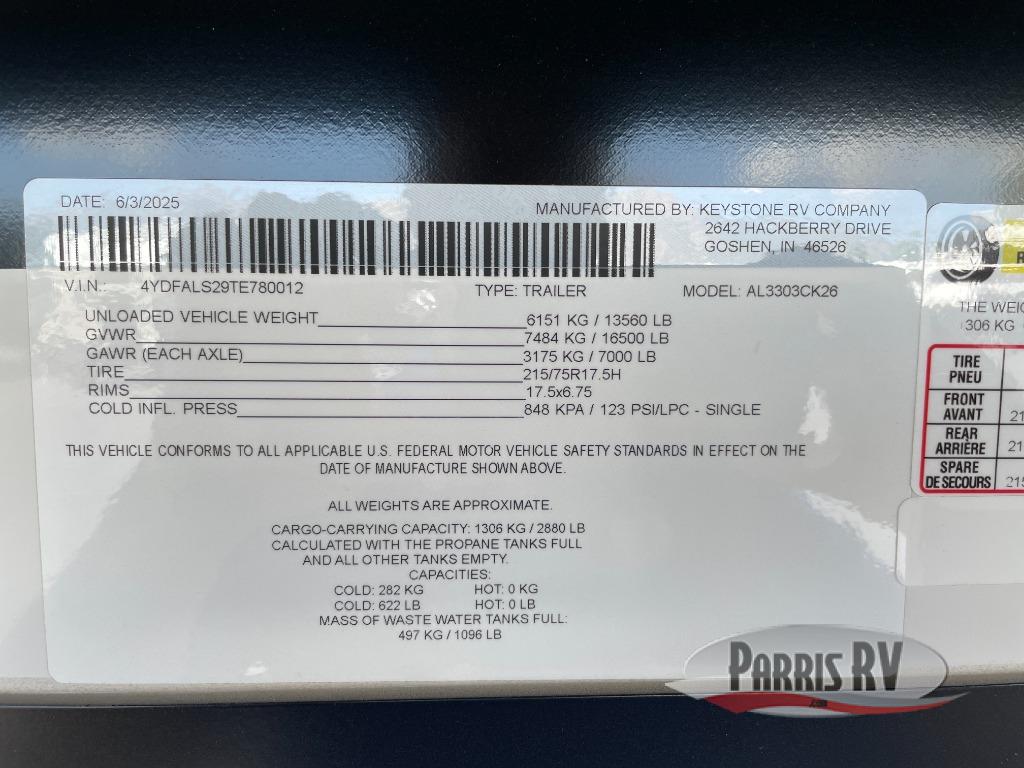 DATE: 6/3/2025
MANUFACTURED BY: KEYSTONE RV COMPANY
2642 HACKBERRY DRIVE
GOSHEN, IN 46526
V.I.N.: 4YDFALS29TE780012 TYPE: TRAILER MODEL: AL3303CK26
UNLOADED VEHICLE WEIGHT 6151 KG / 13560 LB
GVWR 7484 KG / 16500 LB
GAWR (EACH AXLE) 3175 KG / 7000 LB
TIRE 215/75R17.5H
RIMS 17.5x6.75
COLD INFL. PRESS 848 KPA / 123 PSI/LPC - SINGLE
THIS VEHICLE CONFORMS TO ALL APPLICABLE U.S. FEDERAL MOTOR VEHICLE SAFETY STANDARDS IN EFFECT ON THE
DATE OF MANUFACTURE SHOWN ABOVE.
ALL WEIGHTS ARE APPROXIMATE.
CARGO-CARRYING CAPACITY: 1306 KG / 2880 LB
CALCULATED WITH THE PROPANE TANKS FULL
AND ALL OTHER TANKS EMPTY.
CAPACITIES:
COLD: 282 KG HOT: 0 KG
COLD: 622 LB HOT: 0 LB
MASS OF WASTE WATER TANKS FULL:
497 KG / 1096 LB
THE
306 KG
TIRE
PNEU
FRONT
AVANT
REAR
ARRIÈRE
SPARE
DE SECOURS
PARRIS RV
.com